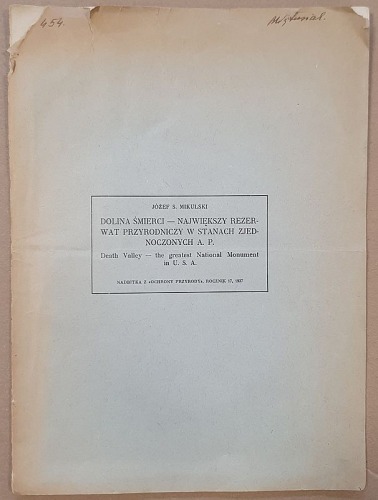 454.
JÓZEF S. MIKULSKI
DOLINA ŚMIERCI — NAJWIĘKSZY REZER-
WAT PRZYRODNICZY W STANACH ZJED-
NOCZONYCH A. P.
Death Valley — the greatest National Monument
in U. S. A.
NADBITKA Z «OCHRONY PRZYRODY», ROCZNIK 17, 1937